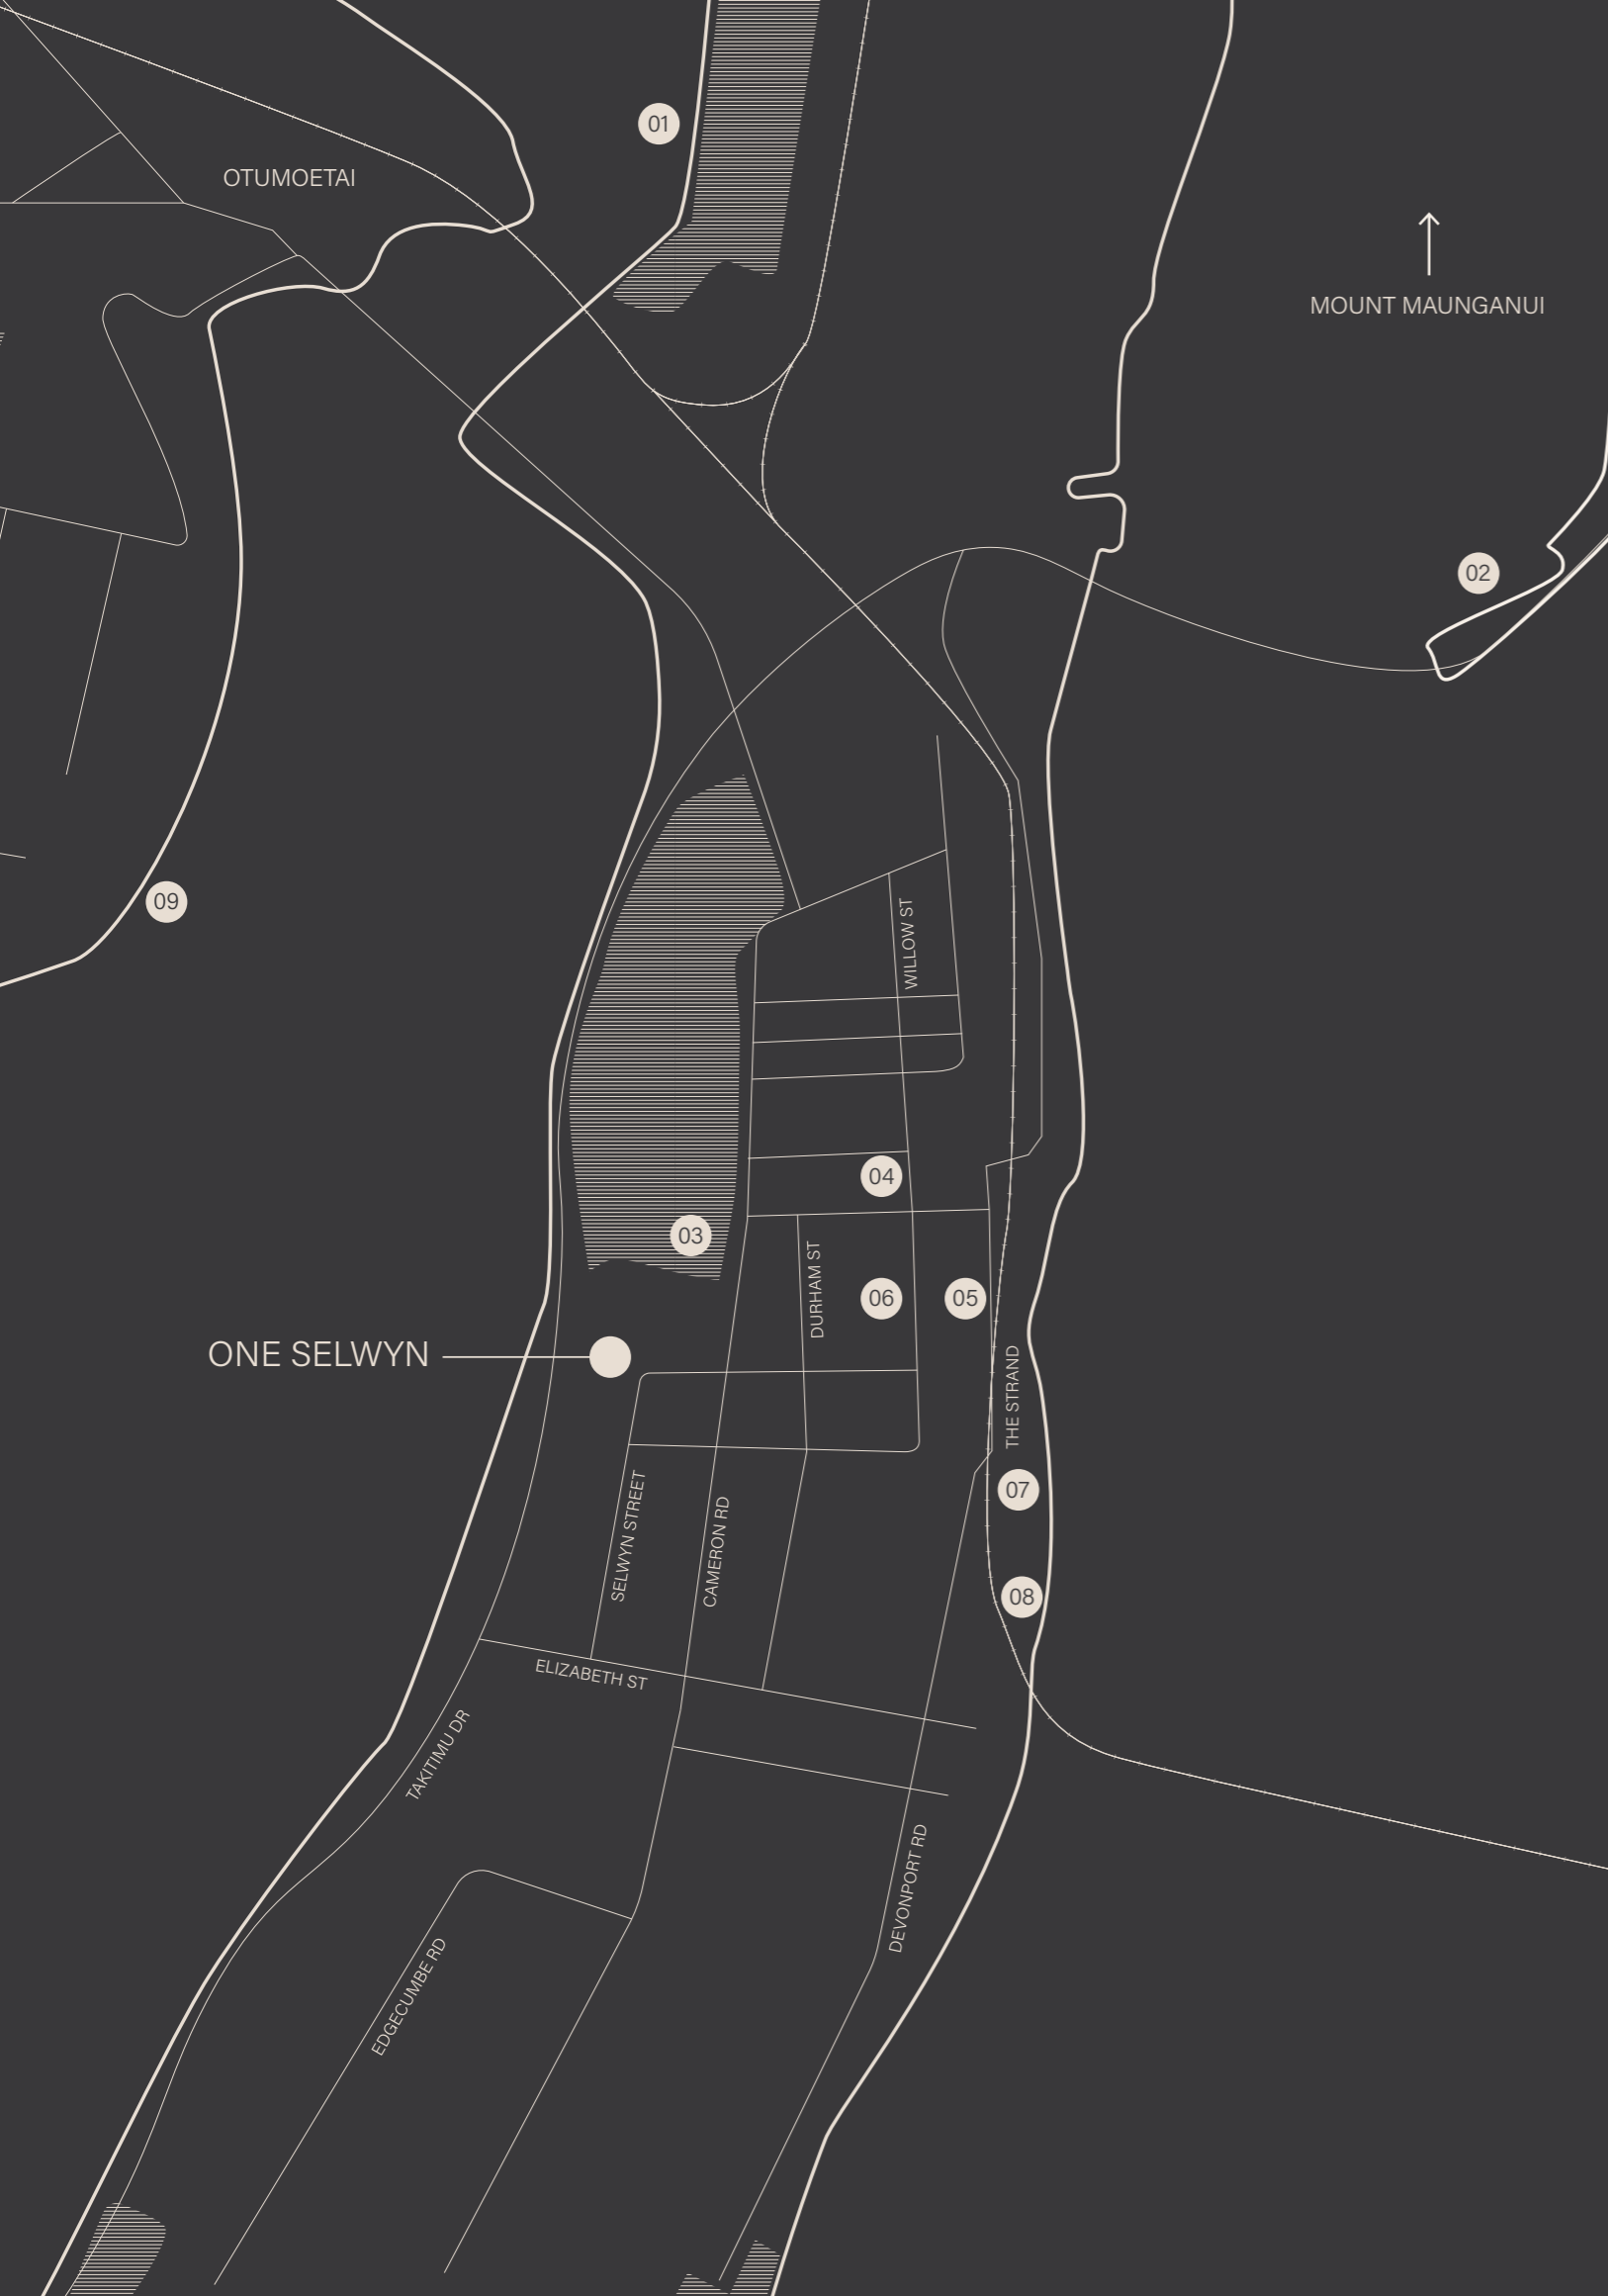 01
OTUMOETAI
MOUNT MAUNGANUI
02
09
WILLOW ST
04
03
DURHAM ST
06
05
ONE SELWYN
THE STRAND
07
SELWYN STREET
CAMERON RD
08
ELIZABETH ST
TAKITIMU DR
DEVONPORT RD
EDGECUMBE RD